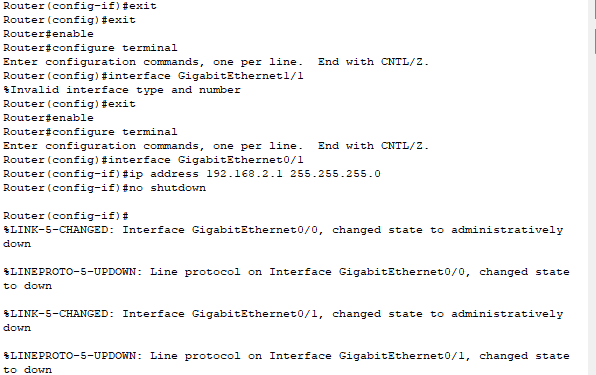 Router(config-if)#exit
Router(config)#exit
Router#enable
Router#configure terminal
Enter configuration commands, one per line.  End with CNTL/Z.
Router(config)#interface GigabitEthernet1/1
%Invalid interface type and number
Router(config)#exit
Router#enable
Router#configure terminal
Enter configuration commands, one per line.  End with CNTL/Z.
Router(config)#interface GigabitEthernet0/1
Router(config-if)#ip address 192.168.2.1 255.255.255.0
Router(config-if)#no shutdown
Router(config-if)#
%LINK-5-CHANGED: Interface GigabitEthernet0/0, changed state to administratively
down
%LINEPROTO-5-UPDOWN: Line protocol on Interface GigabitEthernet0/0, changed state
to down
%LINK-5-CHANGED: Interface GigabitEthernet0/1, changed state to administratively
down
%LINEPROTO-5-UPDOWN: Line protocol on Interface GigabitEthernet0/1, changed state
to down